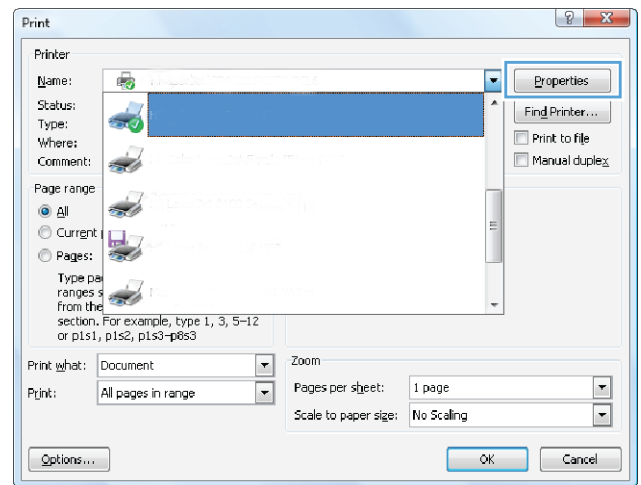 Print
Printer
Name:
Properties
Status:
Find Printer...
Type:
Where:
Print to file
Comment:
Manual duplex
Page range
All
Current
Pages:
Type pa
ranges s
from the
section. For example, type 1, 3, 5–12
or p1s1, p1s2, p1s3–p8s3
Print what: Document
Print: All pages in range
Zoom
Pages per sheet: 1 page
Scale to paper size: No Scaling
Options...
OK
Cancel